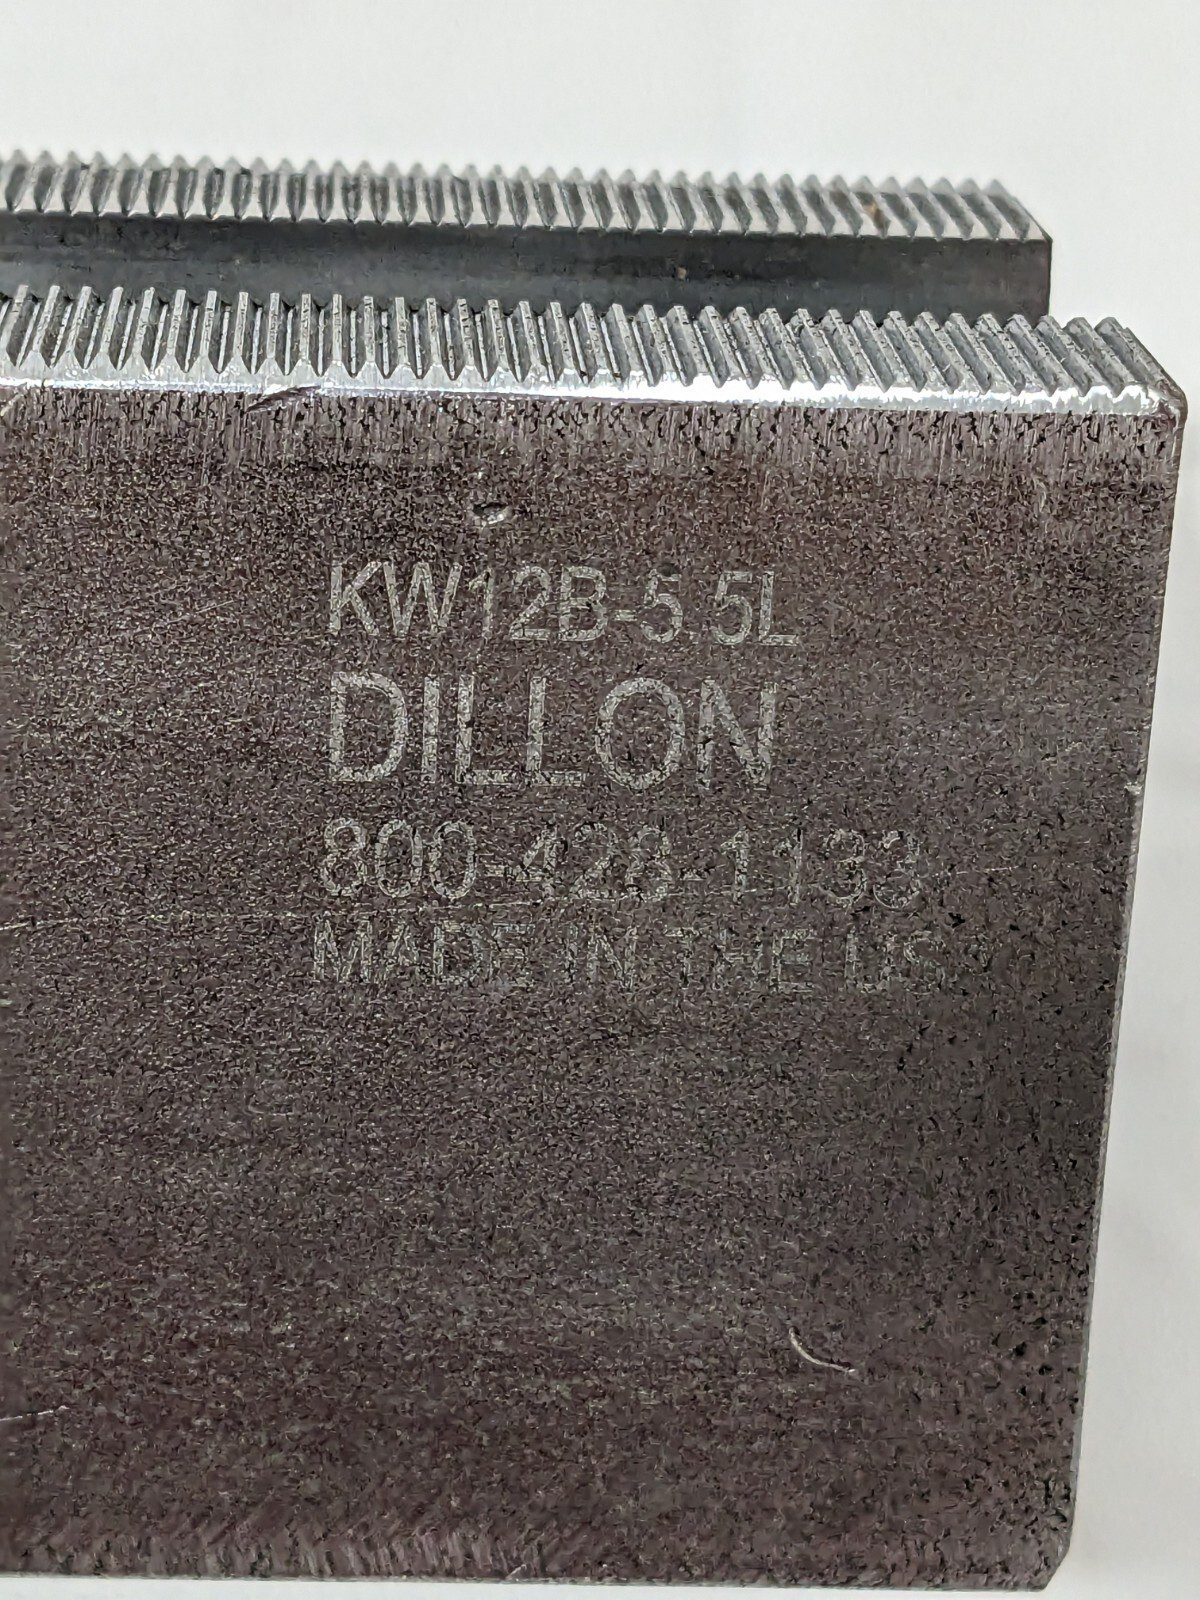 KW12B-5.5L
DILLON
800-428-1133
MADE IN THE US